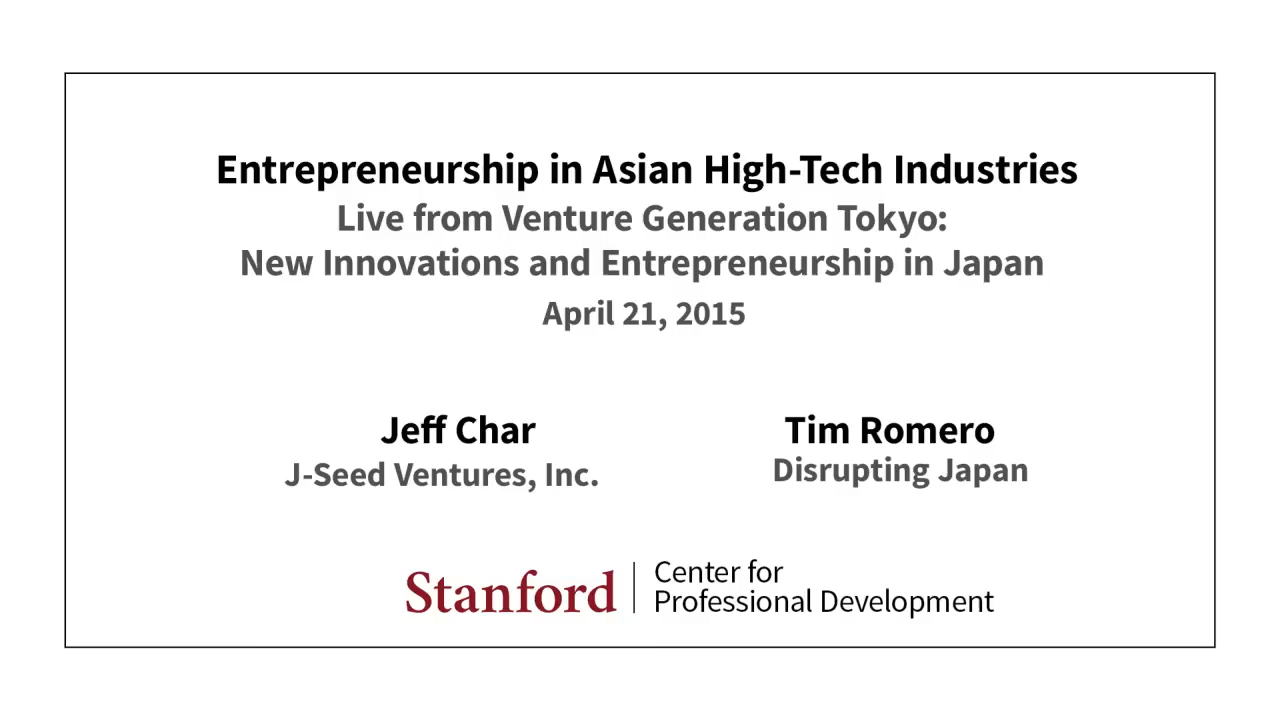 Entrepreneurship in Asian High-Tech Industries
Live from Venture Generation Tokyo:
New Innovations and Entrepreneurship in Japan
April 21, 2015
Jeff Char
J-Seed Ventures, Inc.
Tim Romero
Disrupting Japan
Stanford
Center for
Professional Development